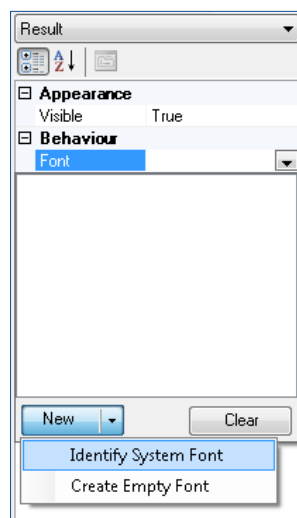 Result
Appearance
Visible True
Behaviour
Font
New Clear
Identify System Font
Create Empty Font